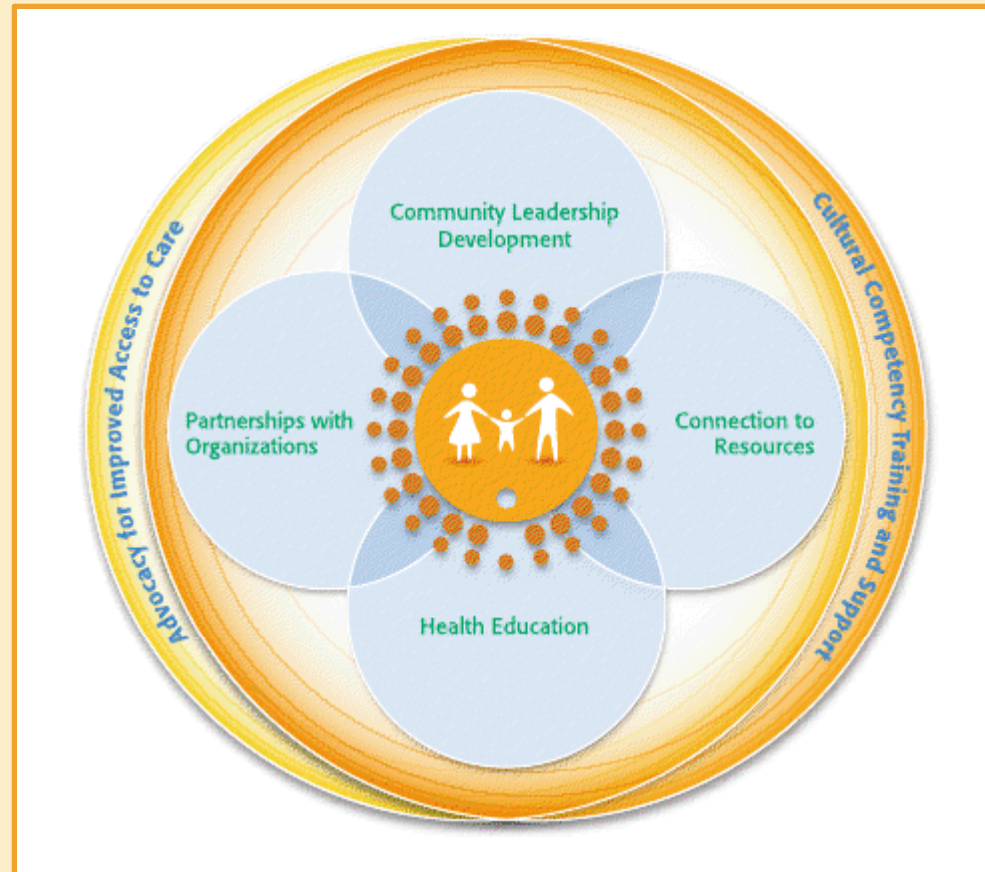 Community Leadership
Development
Advocacy for Improved Access to Care
Cultural Competency Training and Support
Partnerships with
Organizations
Connection to
Resources
Health Education